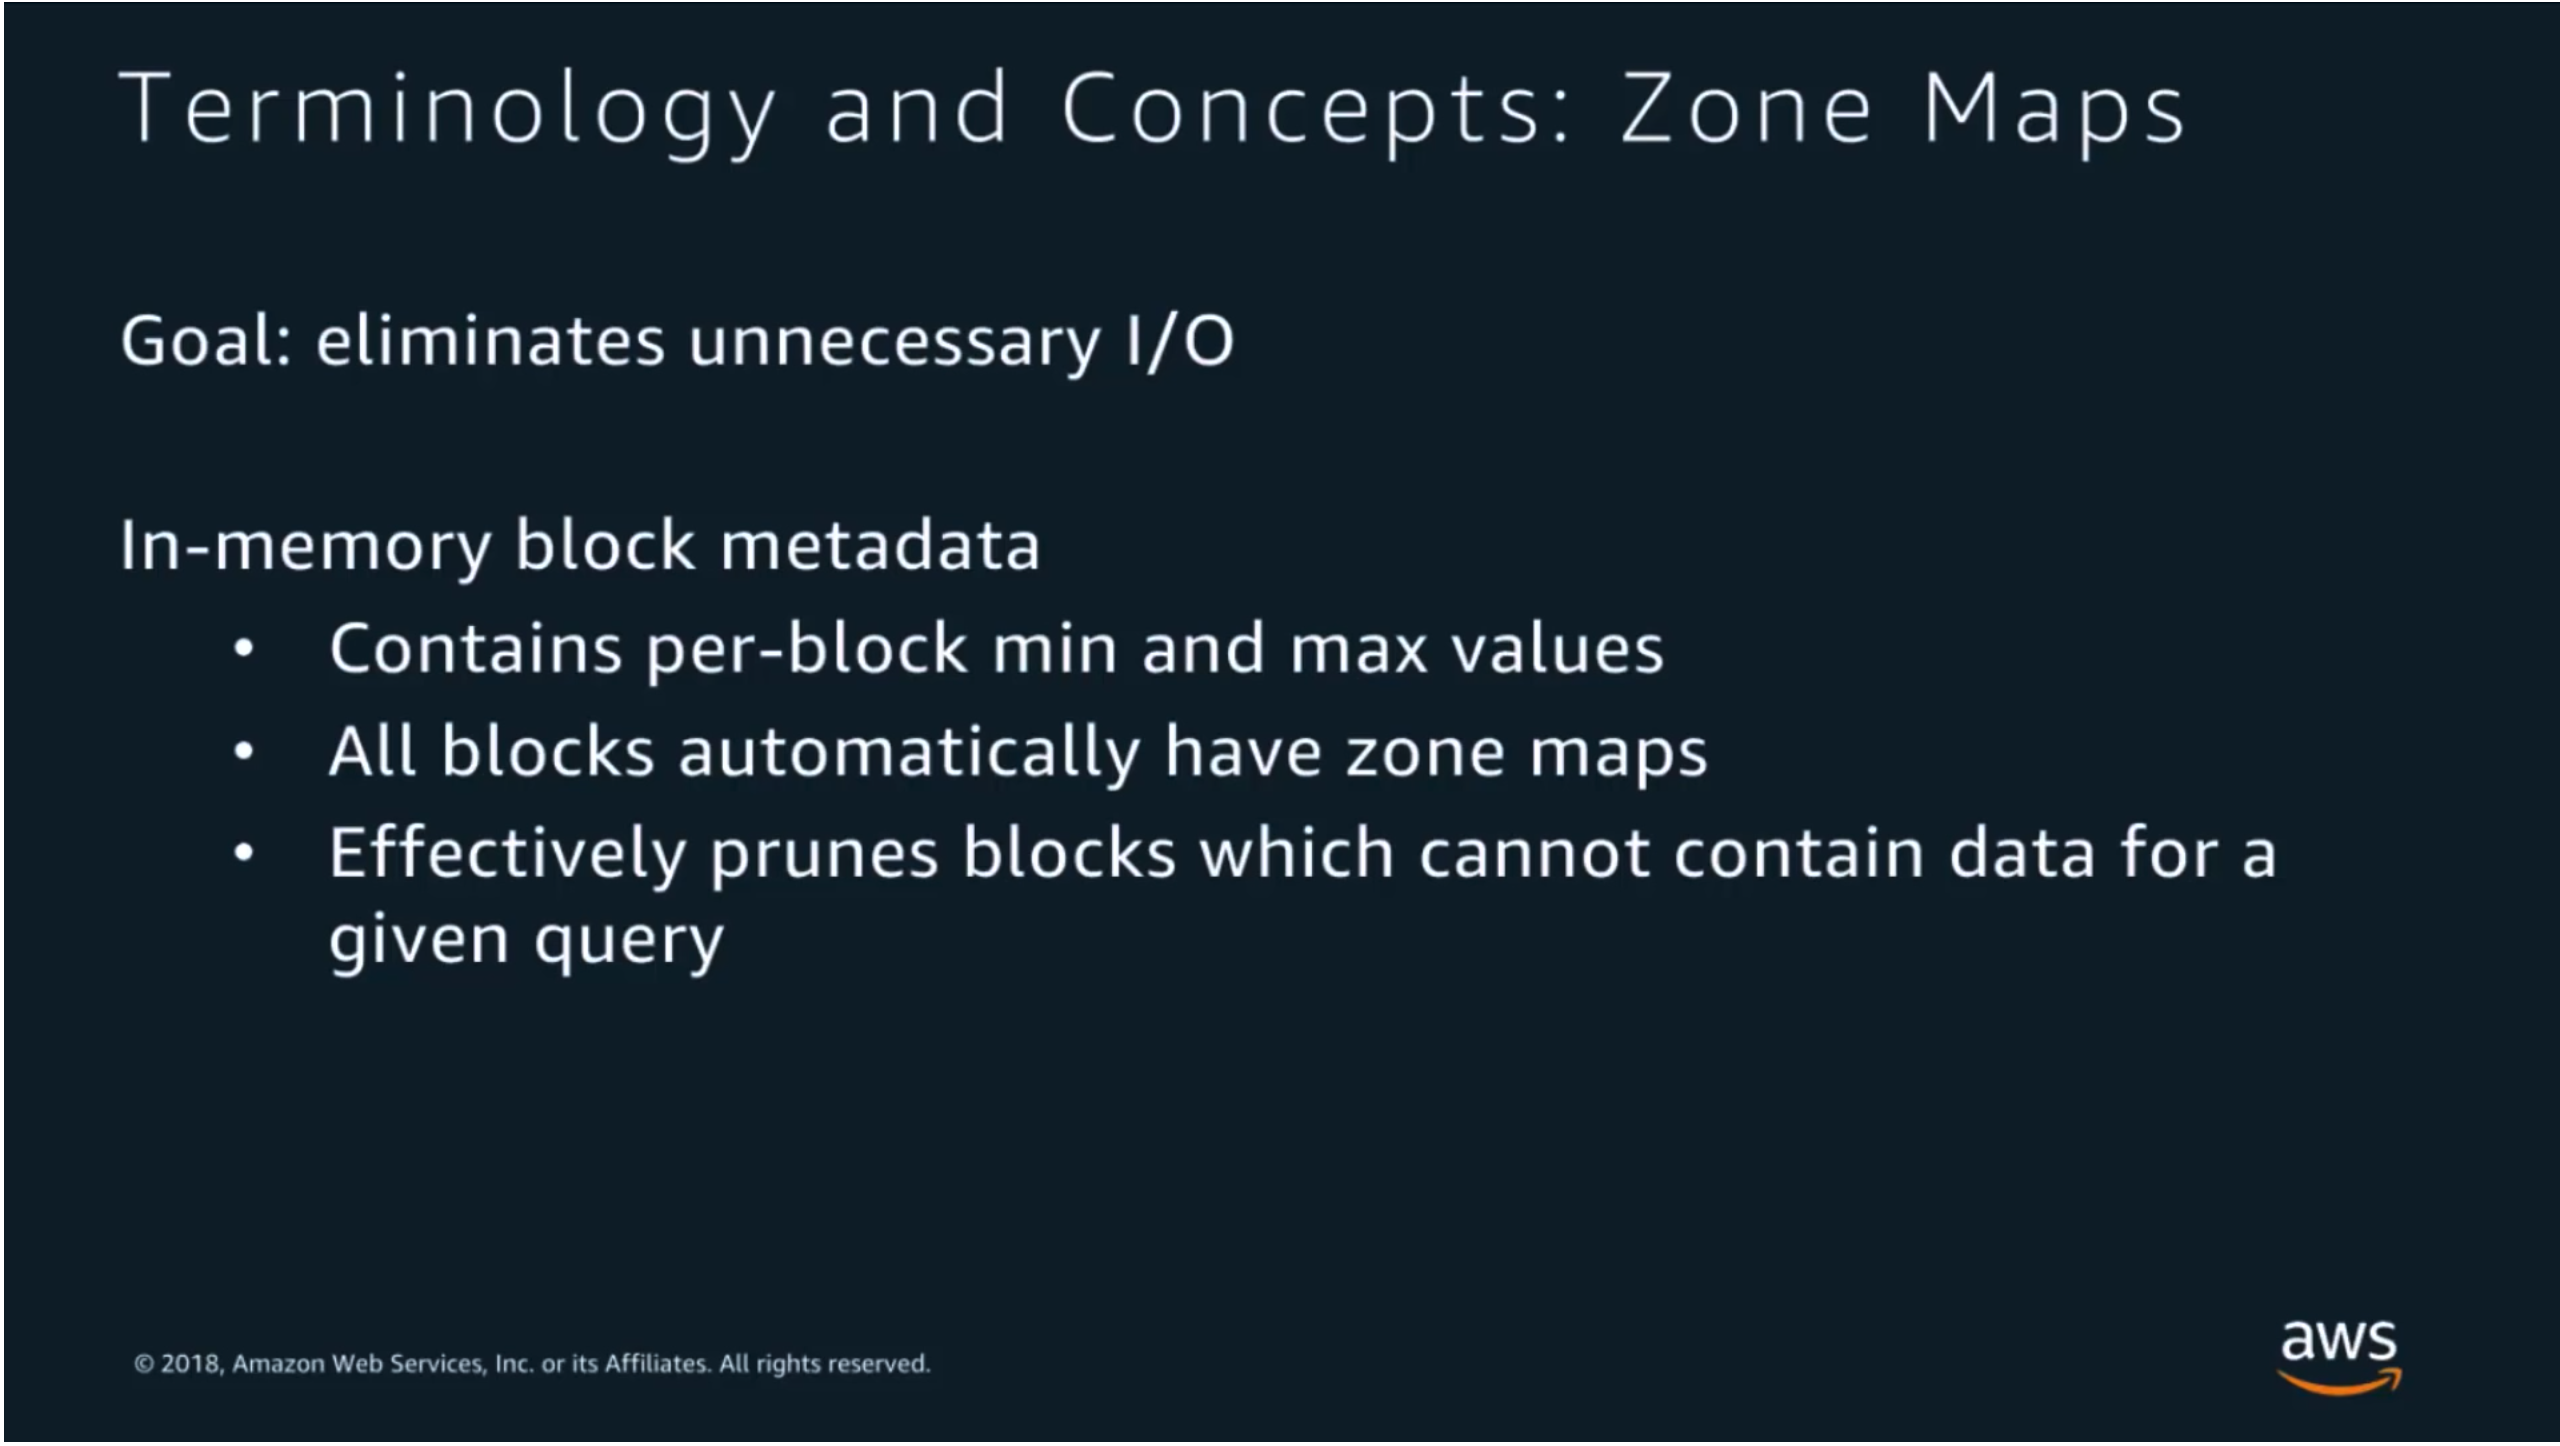 Terminology and Concepts: Zone Maps
Goal: eliminates unnecessary I/O
In-memory block metadata
• Contains per-block min and max values
• All blocks automatically have zone maps
• Effectively prunes blocks which cannot contain data for a
given query
© 2018, Amazon Web Services, Inc. or its Affiliates. All rights reserved.
aws